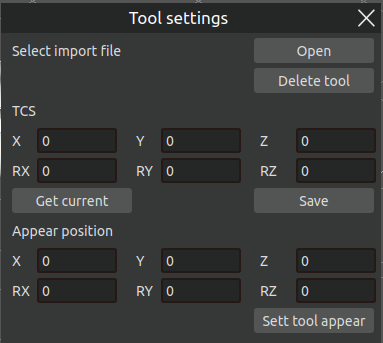 Tool settings
Select import file Open
Delete tool
TCS
X 0 Y 0 Z 0
RX 0 RY 0 RZ 0
Get current Save
Appear position
X 0 Y 0 Z 0
RX 0 RY 0 RZ 0
Sett tool appear